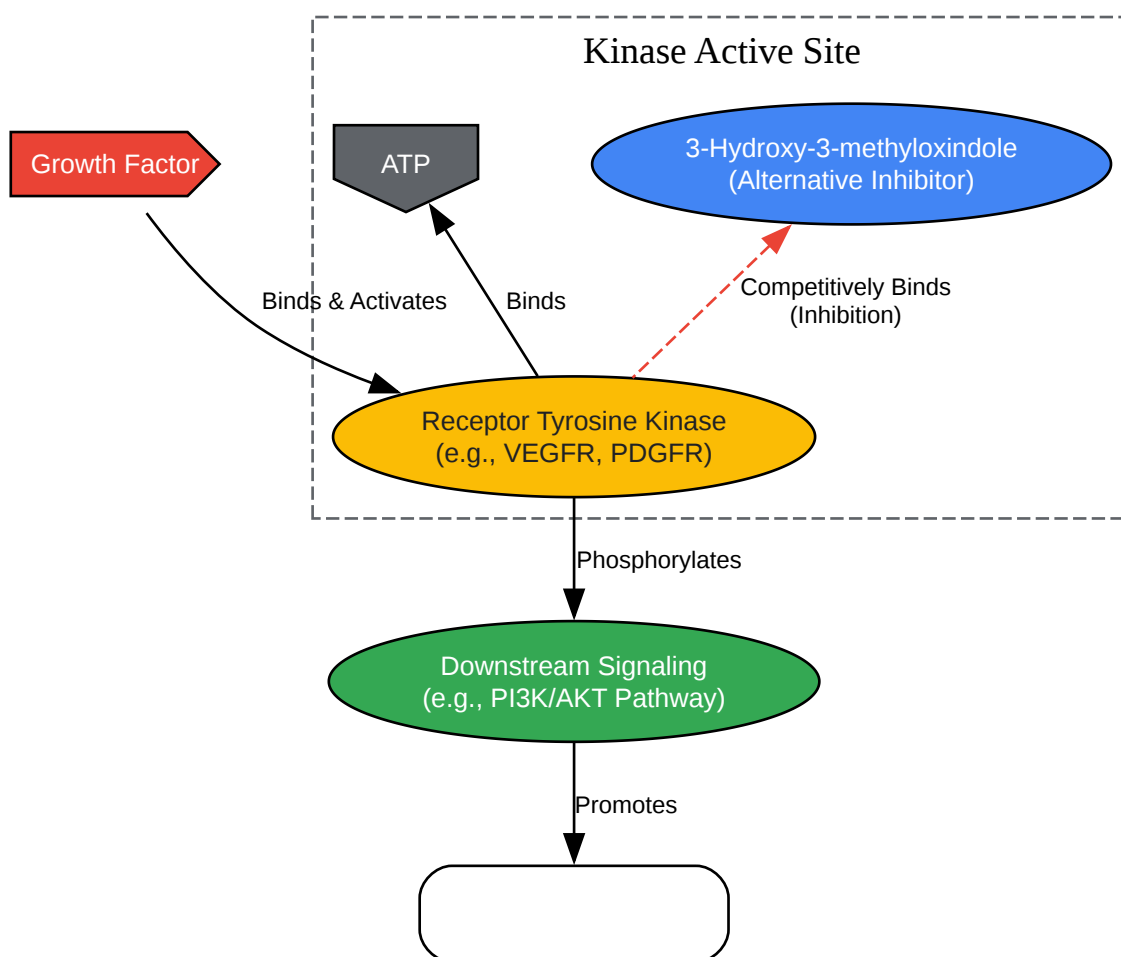 Kinase Active Site
Growth Factor
ATP
3-Hydroxy-3-methyloxindole
(Alternative Inhibitor)
Binds & Activates
Binds
Competitively Binds
(Inhibition)
Receptor Tyrosine Kinase
(e.g., VEGFR, PDGFR)
Phosphorylates
Downstream Signaling
(e.g., PI3K/AKT Pathway)
Promotes